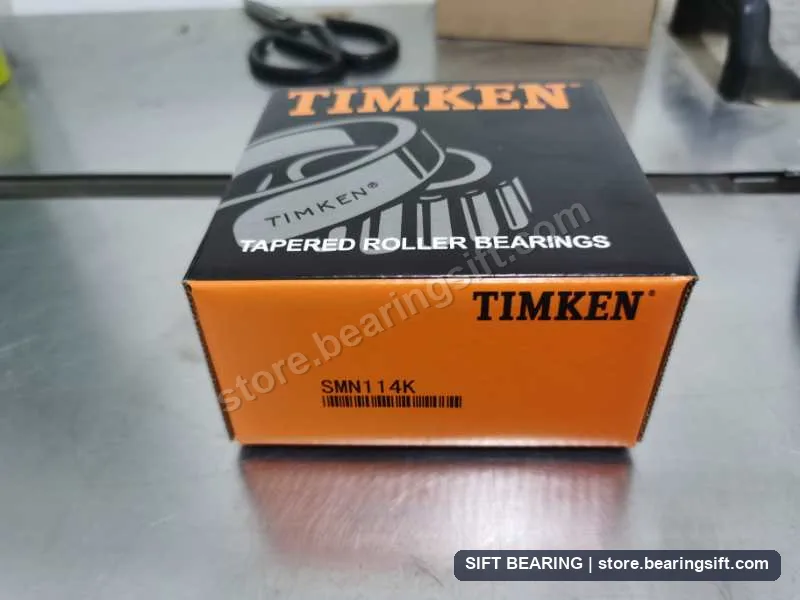 TIMKEN
TIMKEN®
TAPERED ROLLER BEARINGS
TIMKEN®
SMN114K
store.bearingsift.com
SIFT BEARING | store.bearingsift.com